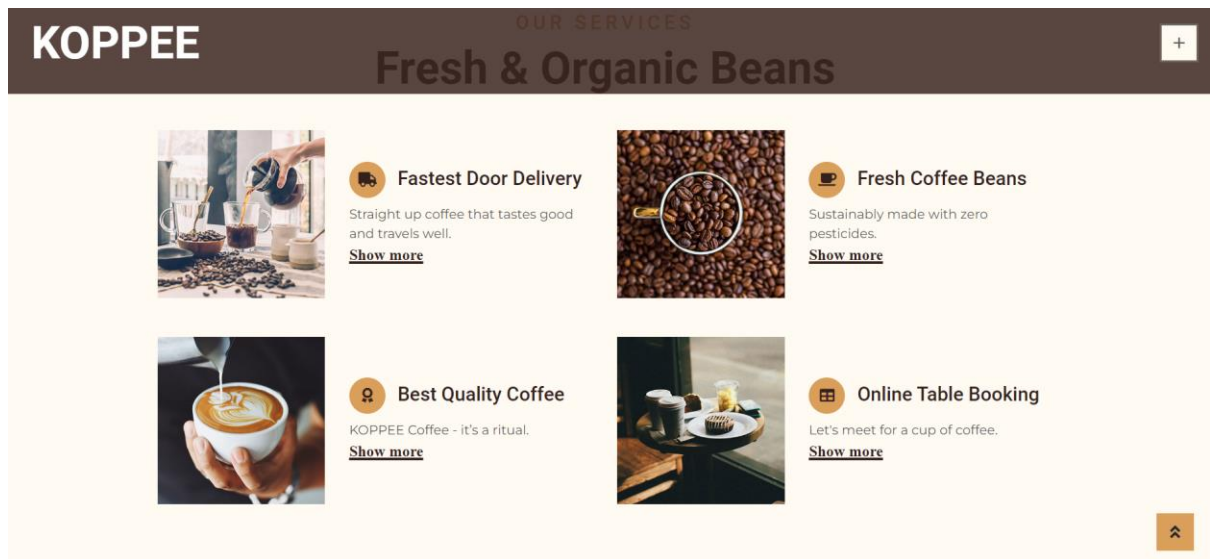 OUR SERVICES
KOPPEE
Fresh & Organic Beans
+
Fastest Door Delivery
Straight up coffee that tastes good
and travels well.
Show more
Fresh Coffee Beans
Sustainably made with zero
pesticides.
Show more
Best Quality Coffee
KOPPEE Coffee - it's a ritual.
Show more
Online Table Booking
Let's meet for a cup of coffee.
Show more